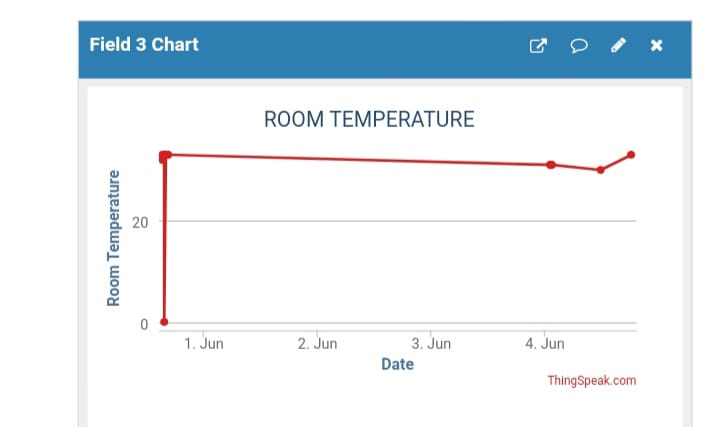 Field 3 Chart
ROOM TEMPERATURE
Room Temperature
20
0
1. Jun
2. Jun
3. Jun
4. Jun
Date
ThingSpeak.com